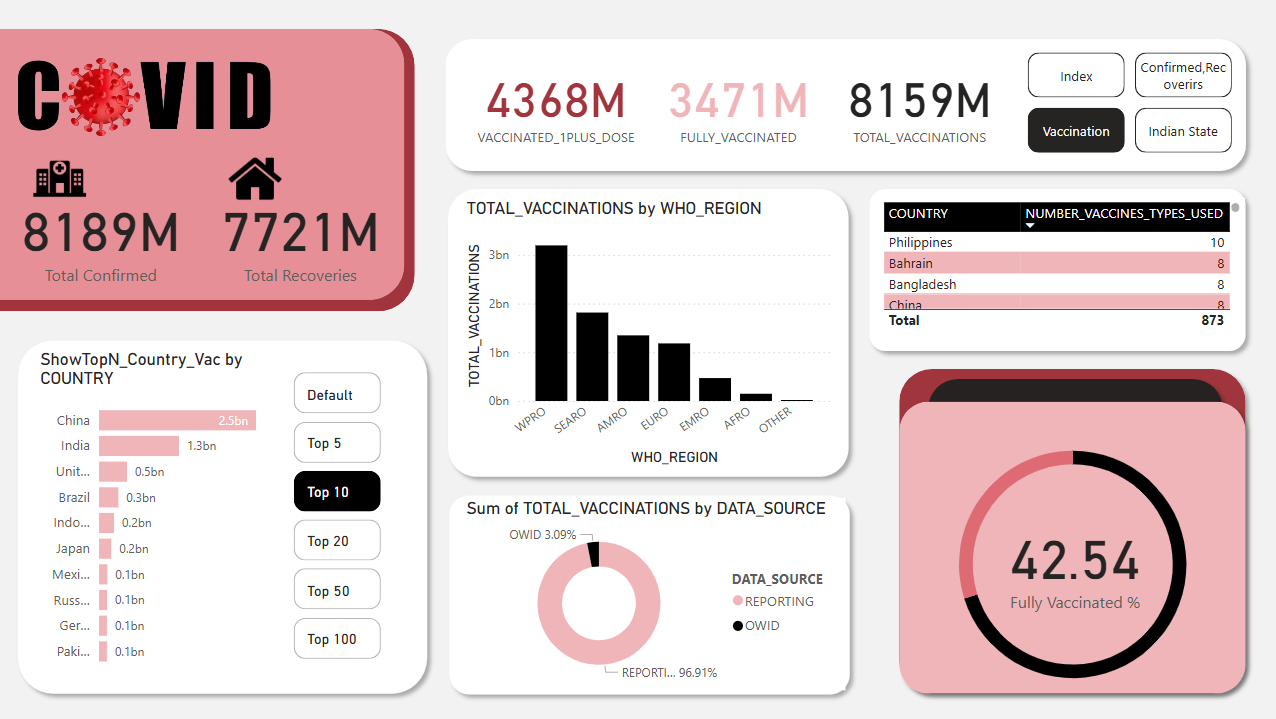 COVID
8189M
Total Confirmed
7721M
Total Recoveries
4368M
VACCINATED_1PLUS_DOSE
3471M
FULLY_VACCINATED
8159M
TOTAL_VACCINATIONS
Index
Confirmed,Rec
overirs
Vaccination
Indian State
ShowTopN_Country_Vac by
COUNTRY
China 2.5bn
India 1.3bn
Unit... 0.5bn
Brazil 0.3bn
Indo... 0.2bn
Japan 0.2bn
Mexi... 0.1bn
Russ... 0.1bn
Ger... 0.1bn
Paki... 0.1bn
Default
Top 5
Top 10
Top 20
Top 50
Top 100
TOTAL_VACCINATIONS by WHO_REGION
TOTAL_VACCINATIONS
3bn
2bn
1bn
0bn
WPRO
SEARO
AMRO
EURO
EMRO
AFRO
OTHER
WHO_REGION
Sum of TOTAL_VACCINATIONS by DATA_SOURCE
OWID 3.09%
REPORTI... 96.91%
DATA_SOURCE
REPORTING
OWID
COUNTRY NUMBER_VACCINES_TYPES_USED
Philippines 10
Bahrain 8
Bangladesh 8
China 8
Total 873
42.54
Fully Vaccinated %